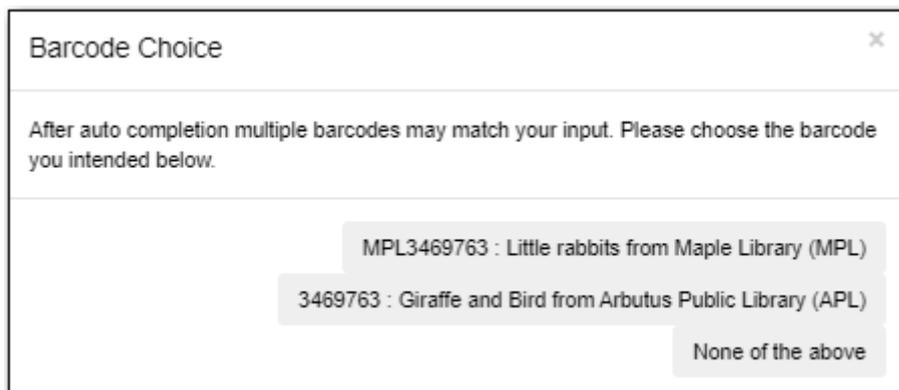 Barcode Choice
×
After auto completion multiple barcodes may match your input. Please choose the barcode
you intended below.
MPL3469763 : Little rabbits from Maple Library (MPL)
3469763 : Giraffe and Bird from Arbutus Public Library (APL)
None of the above